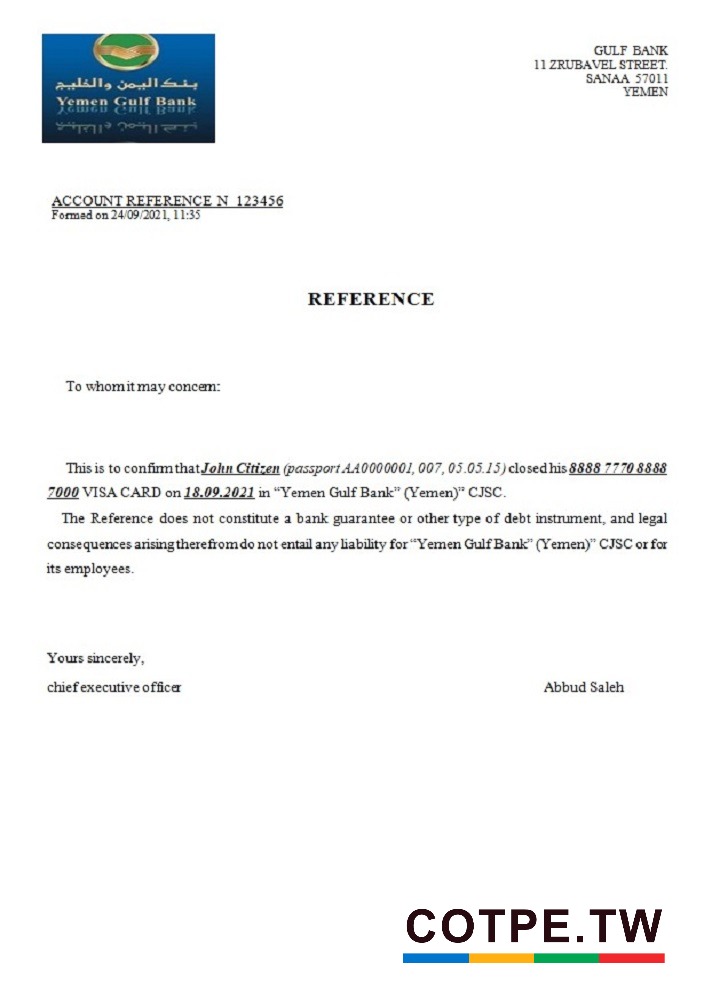 بنك اليمن والخليج
Yemen Gulf Bank
GULF BANK
11 ZRUBAVEL STREET.
SANAA 57011
YEMEN
ACCOUNT REFERENCE N 123456
Formed on 24/09/2021, 11:35
REFERENCE
To whom it may concern:
This is to confirm that John Citizen (passport AA0000001, 007, 05.05.15) closed his 8888 7770 8888
7000 VISA CARD on 18.09.2021 in “Yemen Gulf Bank” (Yemen)” CJSC.
The Reference does not constitute a bank guarantee or other type of debt instrument, and legal
consequences arising therefrom do not entail any liability for “Yemen Gulf Bank” (Yemen)” CJSC or for
its employees.
Yours sincerely,
chief executive officer Abbud Saleh
COTPE.TW